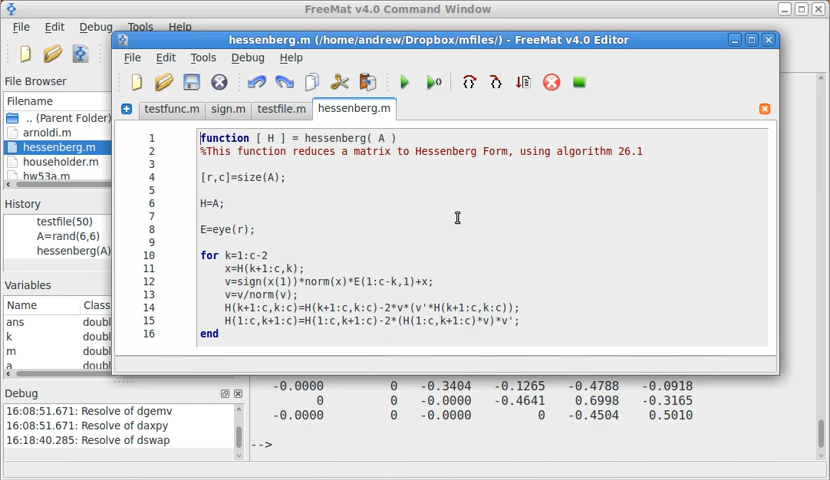 FreeMat v4.0 Command Window
File Edit Debug Tools Help
File Browser
Filename
.. (Parent Folder)
arnoldi.m
hessenberg.m
householder.m
hw53a.m
History
testfile(50)
A=rand(6,6)
hessenberg(A)
Variables
Name Class
ans doubl
k doubl
m doubl
a doubl
Debug
16:08:51.671: Resolve of dgemv
16:08:51.671: Resolve of daxpy
16:18:40.285: Resolve of dswap
hessenberg.m (/home/andrew/Dropbox/mfiles/) - FreeMat v4.0 Editor
File Edit Tools Debug Help
testfunc.m sign.m testfile.m hessenberg.m
1 function [ H ] = hessenberg( A )
2 %This function reduces a matrix to Hessenberg Form, using algorithm 26.1
3
4 [r,c]=size(A);
5
6 H=A;
7
8 E=eye(r);
9
10 for k=1:c-2
11 x=H(k+1:c,k);
12 v=sign(x(1))*norm(x)*E(1:c-k,1)+x;
13 v=v/norm(v);
14 H(k+1:c,k:c)=H(k+1:c,k:c)-2*v*(v'*H(k+1:c,k:c));
15 H(1:c,k+1:c)=H(1:c,k+1:c)-2*(H(1:c,k+1:c)*v)*v';
16 end
-0.0000 0 -0.3404 -0.1265 -0.4788 -0.0918
0 0 -0.0000 -0.4641 0.6998 -0.3165
-0.0000 0 -0.0000 0 -0.4504 0.5010
-->